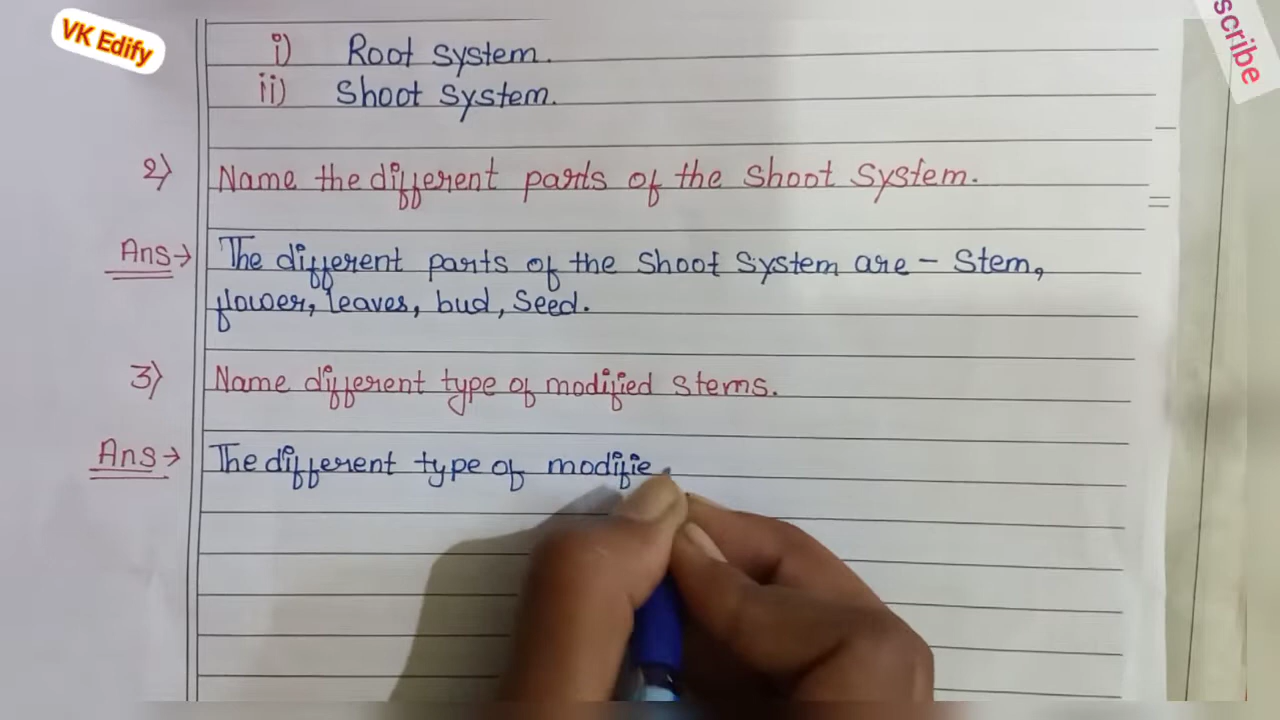 VK Edify
scribe
i) Root system.
ii) Shoot system.
2) Name the different parts of the Shoot System.
Ans→ The different parts of the Shoot System are - Stem,
flower, leaves, bud, Seed.
3) Name different type of modified Stems.
Ans→ The different type of modifie